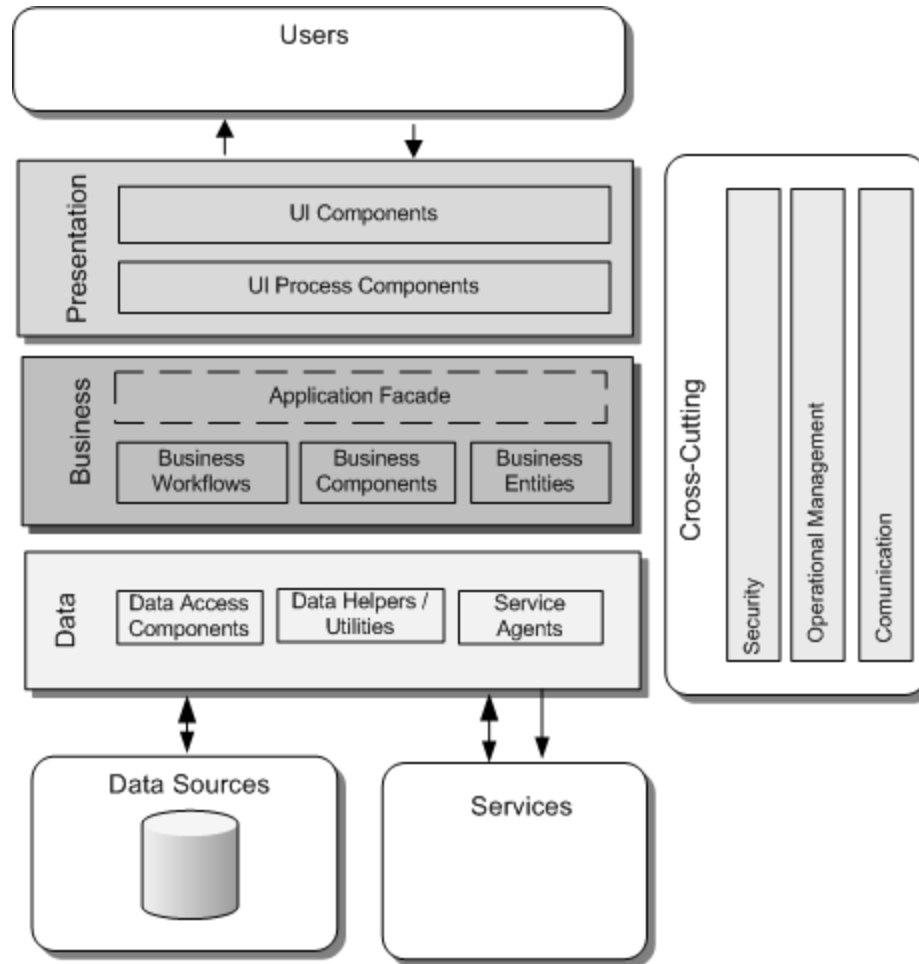 Users
Presentation
UI Components
UI Process Components
Business
Application Facade
Business
Workflows
Business
Components
Business
Entities
Data
Data Access
Components
Data Helpers /
Utilities
Service
Agents
Data Sources
Services
Cross-Cutting
Security
Operational Management
Comunication